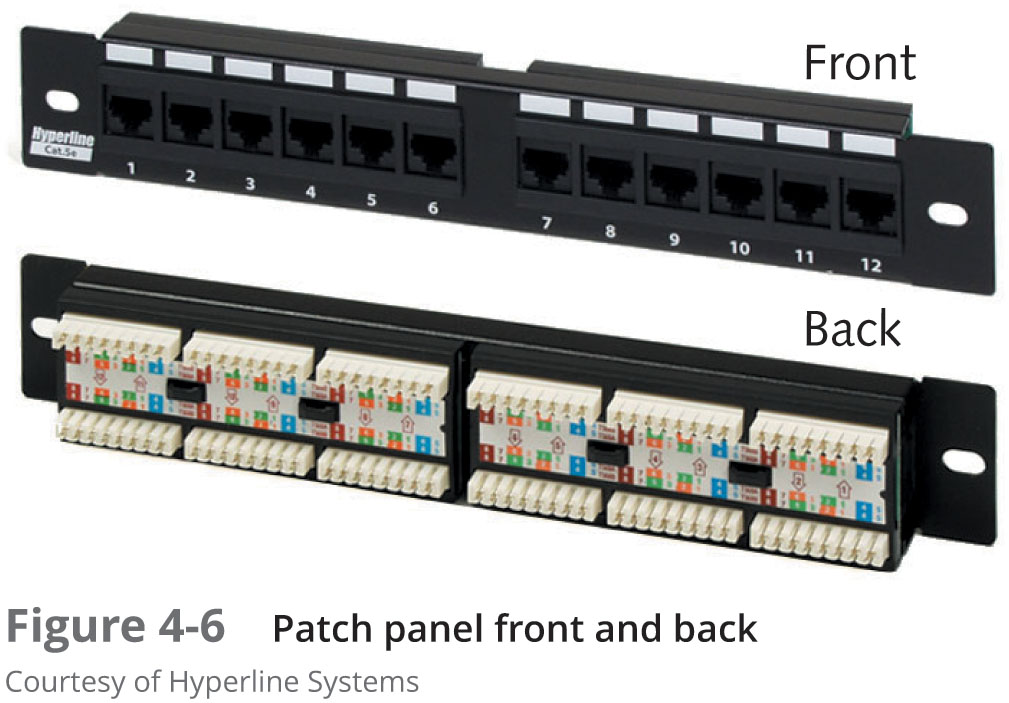 Front
Hyperline
Cat.5e
1 2 3 4 5 6 7 8 9 10 11 12
Back
Figure 4-6 Patch panel front and back
Courtesy of Hyperline Systems